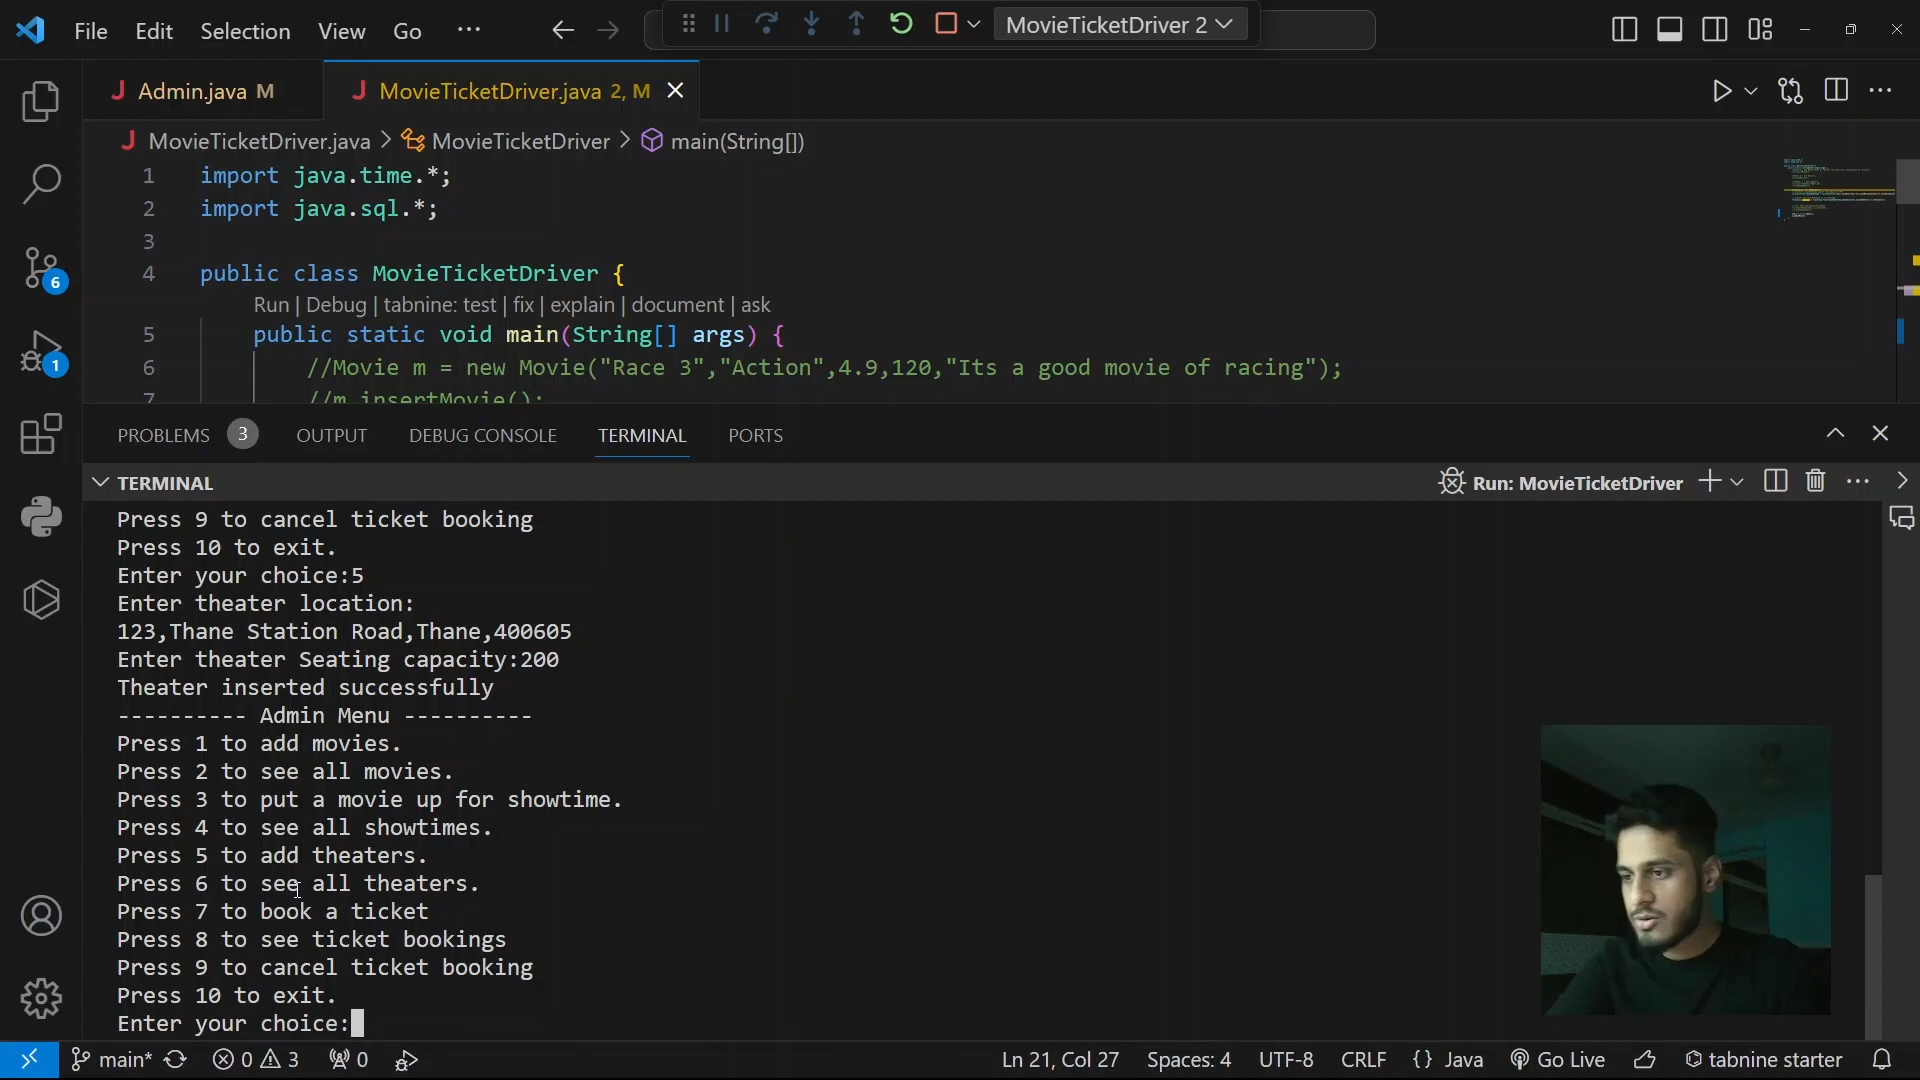 File Edit Selection View Go ...
MovieTicketDriver 2
Admin.java M
MovieTicketDriver.java 2, M
MovieTicketDriver.java > MovieTicketDriver > main(String[])
1 import java.time.*;
2 import java.sql.*;
3
4 public class MovieTicketDriver {
Run | Debug | tabnine: test | fix | explain | document | ask
5 public static void main(String[] args) {
6 //Movie m = new Movie("Race 3","Action",4.9,120,"Its a good movie of racing");
7 //m.insertMovie();
6
1
PROBLEMS 3 OUTPUT DEBUG CONSOLE TERMINAL PORTS
TERMINAL
Run: MovieTicketDriver
Press 9 to cancel ticket booking
Press 10 to exit.
Enter your choice:5
Enter theater location:
123,Thane Station Road,Thane,400605
Enter theater Seating capacity:200
Theater inserted successfully
---------- Admin Menu ----------
Press 1 to add movies.
Press 2 to see all movies.
Press 3 to put a movie up for showtime.
Press 4 to see all showtimes.
Press 5 to add theaters.
Press 6 to see all theaters.
Press 7 to book a ticket
Press 8 to see ticket bookings
Press 9 to cancel ticket booking
Press 10 to exit.
Enter your choice:
main* 0 3 0 Ln 21, Col 27 Spaces: 4 UTF-8 CRLF {} Java Go Live tabnine starter